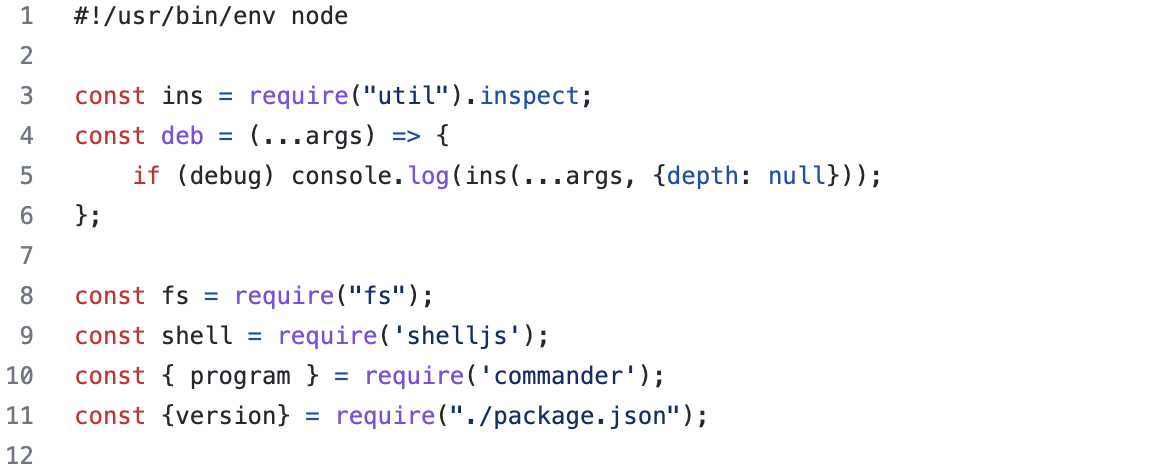 1 #!/usr/bin/env node
2
3 const ins = require("util").inspect;
4 const deb = (...args) => {
5     if (debug) console.log(ins(...args, {depth: null}));
6 };
7
8 const fs = require("fs");
9 const shell = require('shelljs');
10 const { program } = require('commander');
11 const {version} = require("./package.json");
12